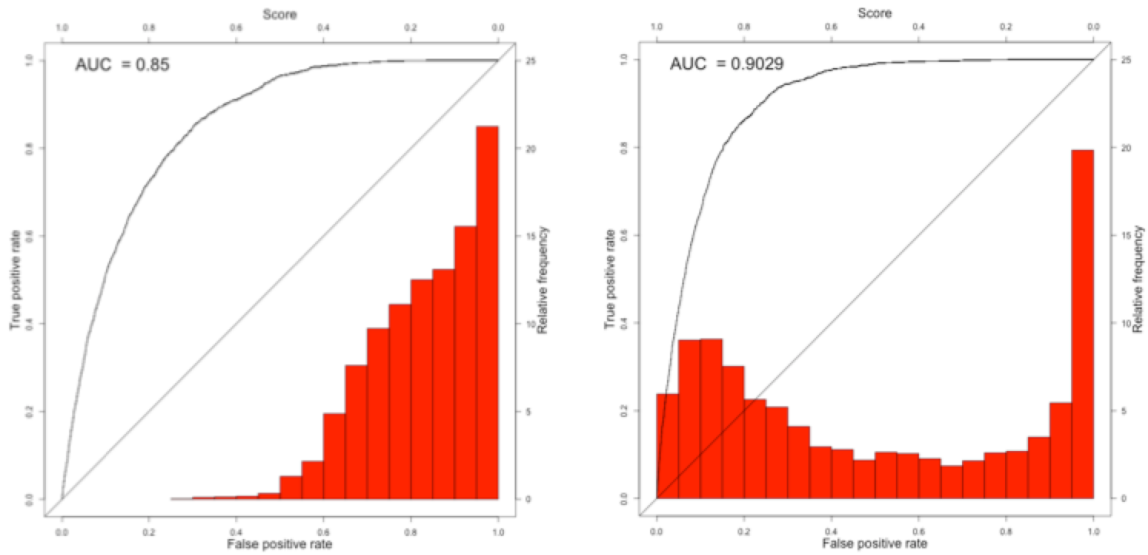 Score
1.0 0.8 0.6 0.4 0.2 0.0
AUC = 0.85
True positive rate
0.0 0.2 0.4 0.6 0.8 1.0
Relative frequency
0 5 10 15 20 25
0.0 0.2 0.4 0.6 0.8 1.0
False positive rate
Score
1.0 0.8 0.6 0.4 0.2 0.0
AUC = 0.9029
True positive rate
0.0 0.2 0.4 0.6 0.8 1.0
Relative frequency
0 5 10 15 20 25
0.0 0.2 0.4 0.6 0.8 1.0
False positive rate